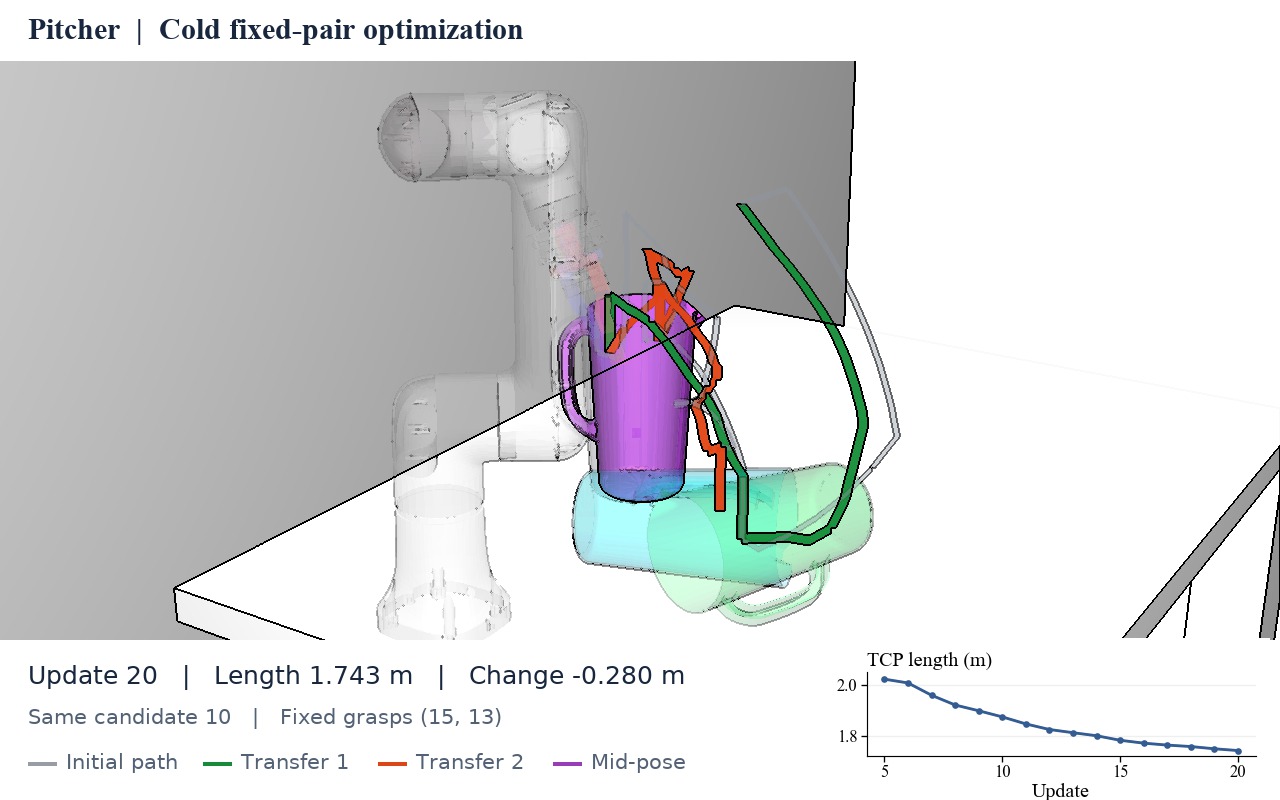 Pitcher | Cold fixed-pair optimization
Update 20 | Length 1.743 m | Change -0.280 m
Same candidate 10 | Fixed grasps (15, 13)
Initial path Transfer 1 Transfer 2 Mid-pose
TCP length (m)
2.0
1.8
5 10 15 20
Update